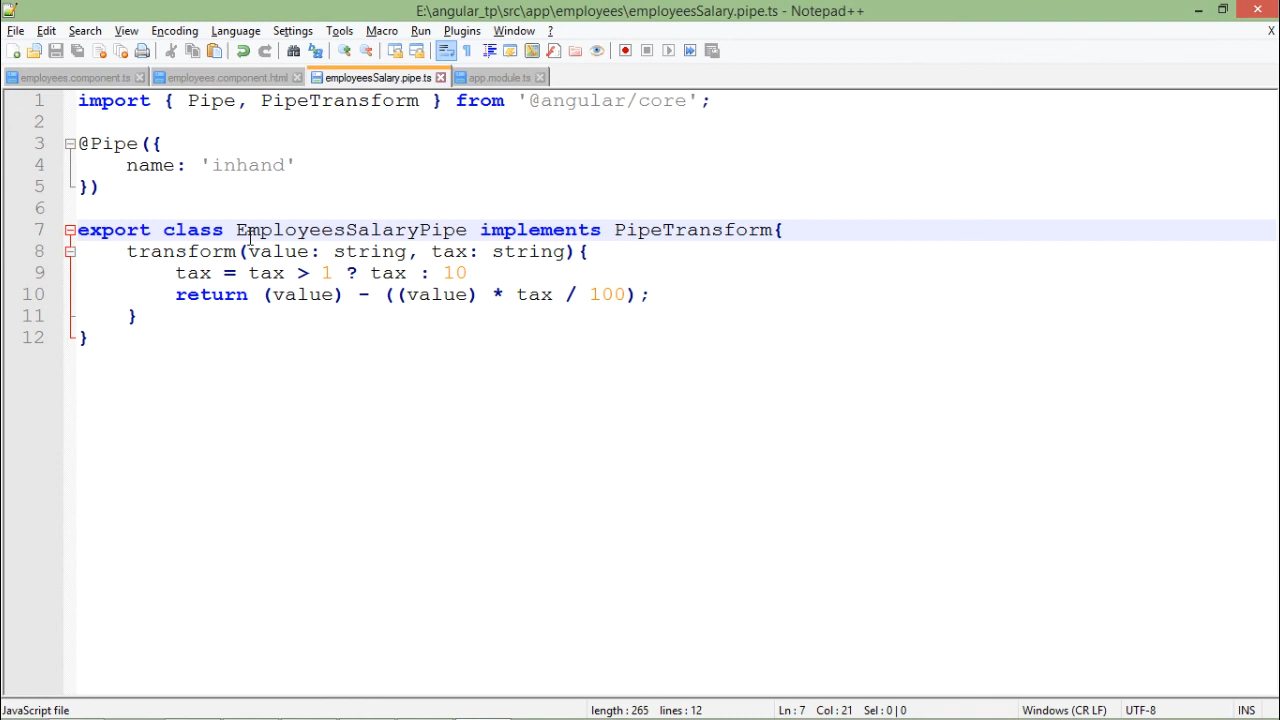 E:\angular_tp\src\app\employees\employeesSalary.pipe.ts - Notepad++
File Edit Search View Encoding Language Settings Tools Macro Run Plugins Window ? X
employees.component.ts employees.component.html employeesSalary.pipe.ts app.module.ts
1 import { Pipe, PipeTransform } from '@angular/core';
2
3 @Pipe({
4 name: 'inhand'
5 })
6
7 export class EmployeesSalaryPipe implements PipeTransform{
8 transform(value: string, tax: string){
9 tax = tax > 1 ? tax : 10
10 return (value) - ((value) * tax / 100);
11 }
12 }
JavaScript file length : 265 lines : 12 Ln : 7 Col : 21 Sel : 0 | 0 Windows (CR LF) UTF-8 INS